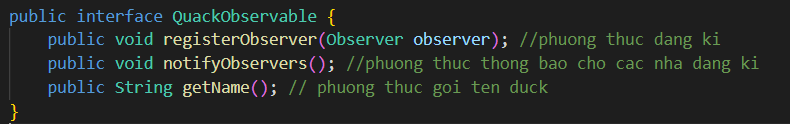 public interface QuackObservable {
    public void registerObserver(Observer observer); //phuong thuc dang ki
    public void notifyObservers(); //phuong thuc thong bao cho cac nha dang ki
    public String getName(); // phuong thuc goi ten duck
}